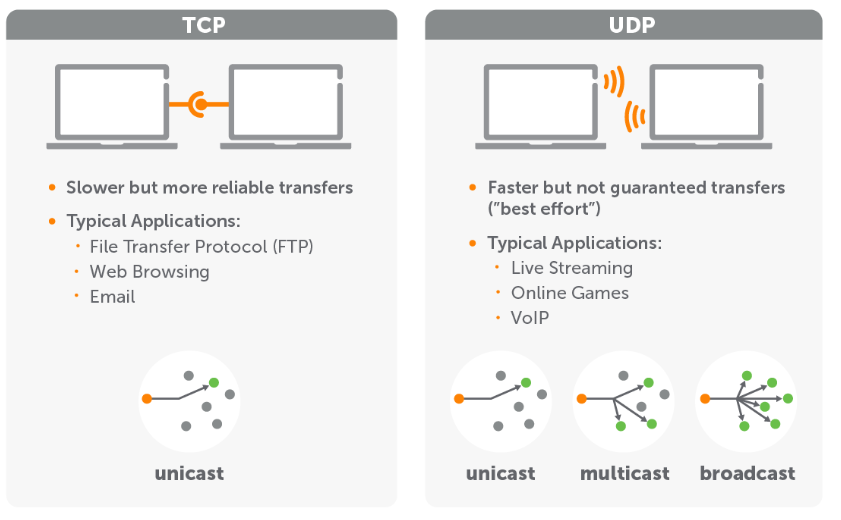 TCP
Slower but more reliable transfers
Typical Applications:
File Transfer Protocol (FTP)
Web Browsing
Email
unicast
UDP
Faster but not guaranteed transfers
(”best effort”)
Typical Applications:
Live Streaming
Online Games
VoIP
unicast
multicast
broadcast